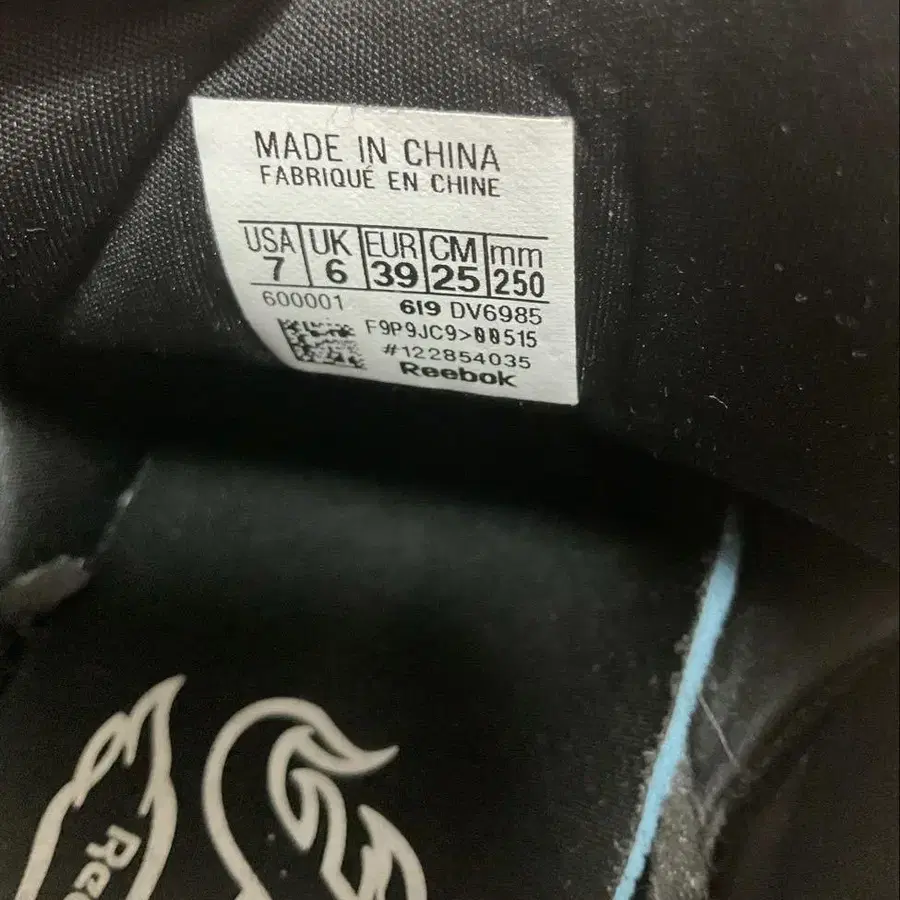 MADE IN CHINA
FABRIQUÉ EN CHINE
USA UK EUR CM mm
7 6 39 25 250
600001 619 DV6985
F9P9JC9>00515
#122854035
Reebok
Ree